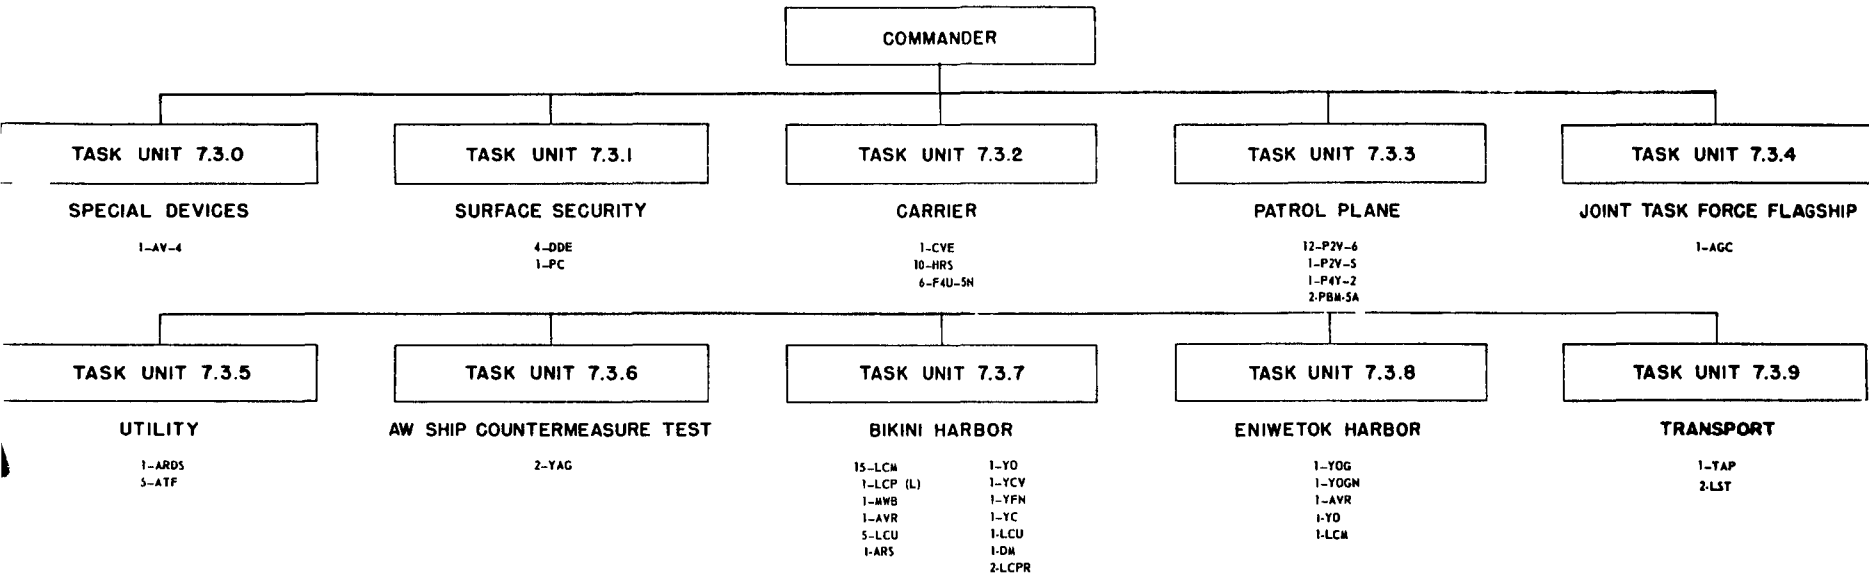 COMMANDER
TASK UNIT 7.3.0
SPECIAL DEVICES
1-AV-4
TASK UNIT 7.3.1
SURFACE SECURITY
4-DDE
1-PC
TASK UNIT 7.3.2
CARRIER
1-CVE
10-HRS
6-F4U-5N
TASK UNIT 7.3.3
PATROL PLANE
12-P2V-6
1-P2V-5
1-P4Y-2
2-PBM-5A
TASK UNIT 7.3.4
JOINT TASK FORCE FLAGSHIP
1-AGC
TASK UNIT 7.3.5
UTILITY
1-ARDS
5-ATF
TASK UNIT 7.3.6
AW SHIP COUNTERMEASURE TEST
2-YAG
TASK UNIT 7.3.7
BIKINI HARBOR
15-LCM
1-LCP (L)
1-MWB
1-AVR
5-LCU
1-ARS
1-YO
1-YCV
1-YFN
1-YC
1-LCU
1-DM
2-LCPR
TASK UNIT 7.3.8
ENIWETOK HARBOR
1-YOG
1-YOGN
1-AVR
1-YO
1-LCM
TASK UNIT 7.3.9
TRANSPORT
1-TAP
2-LST